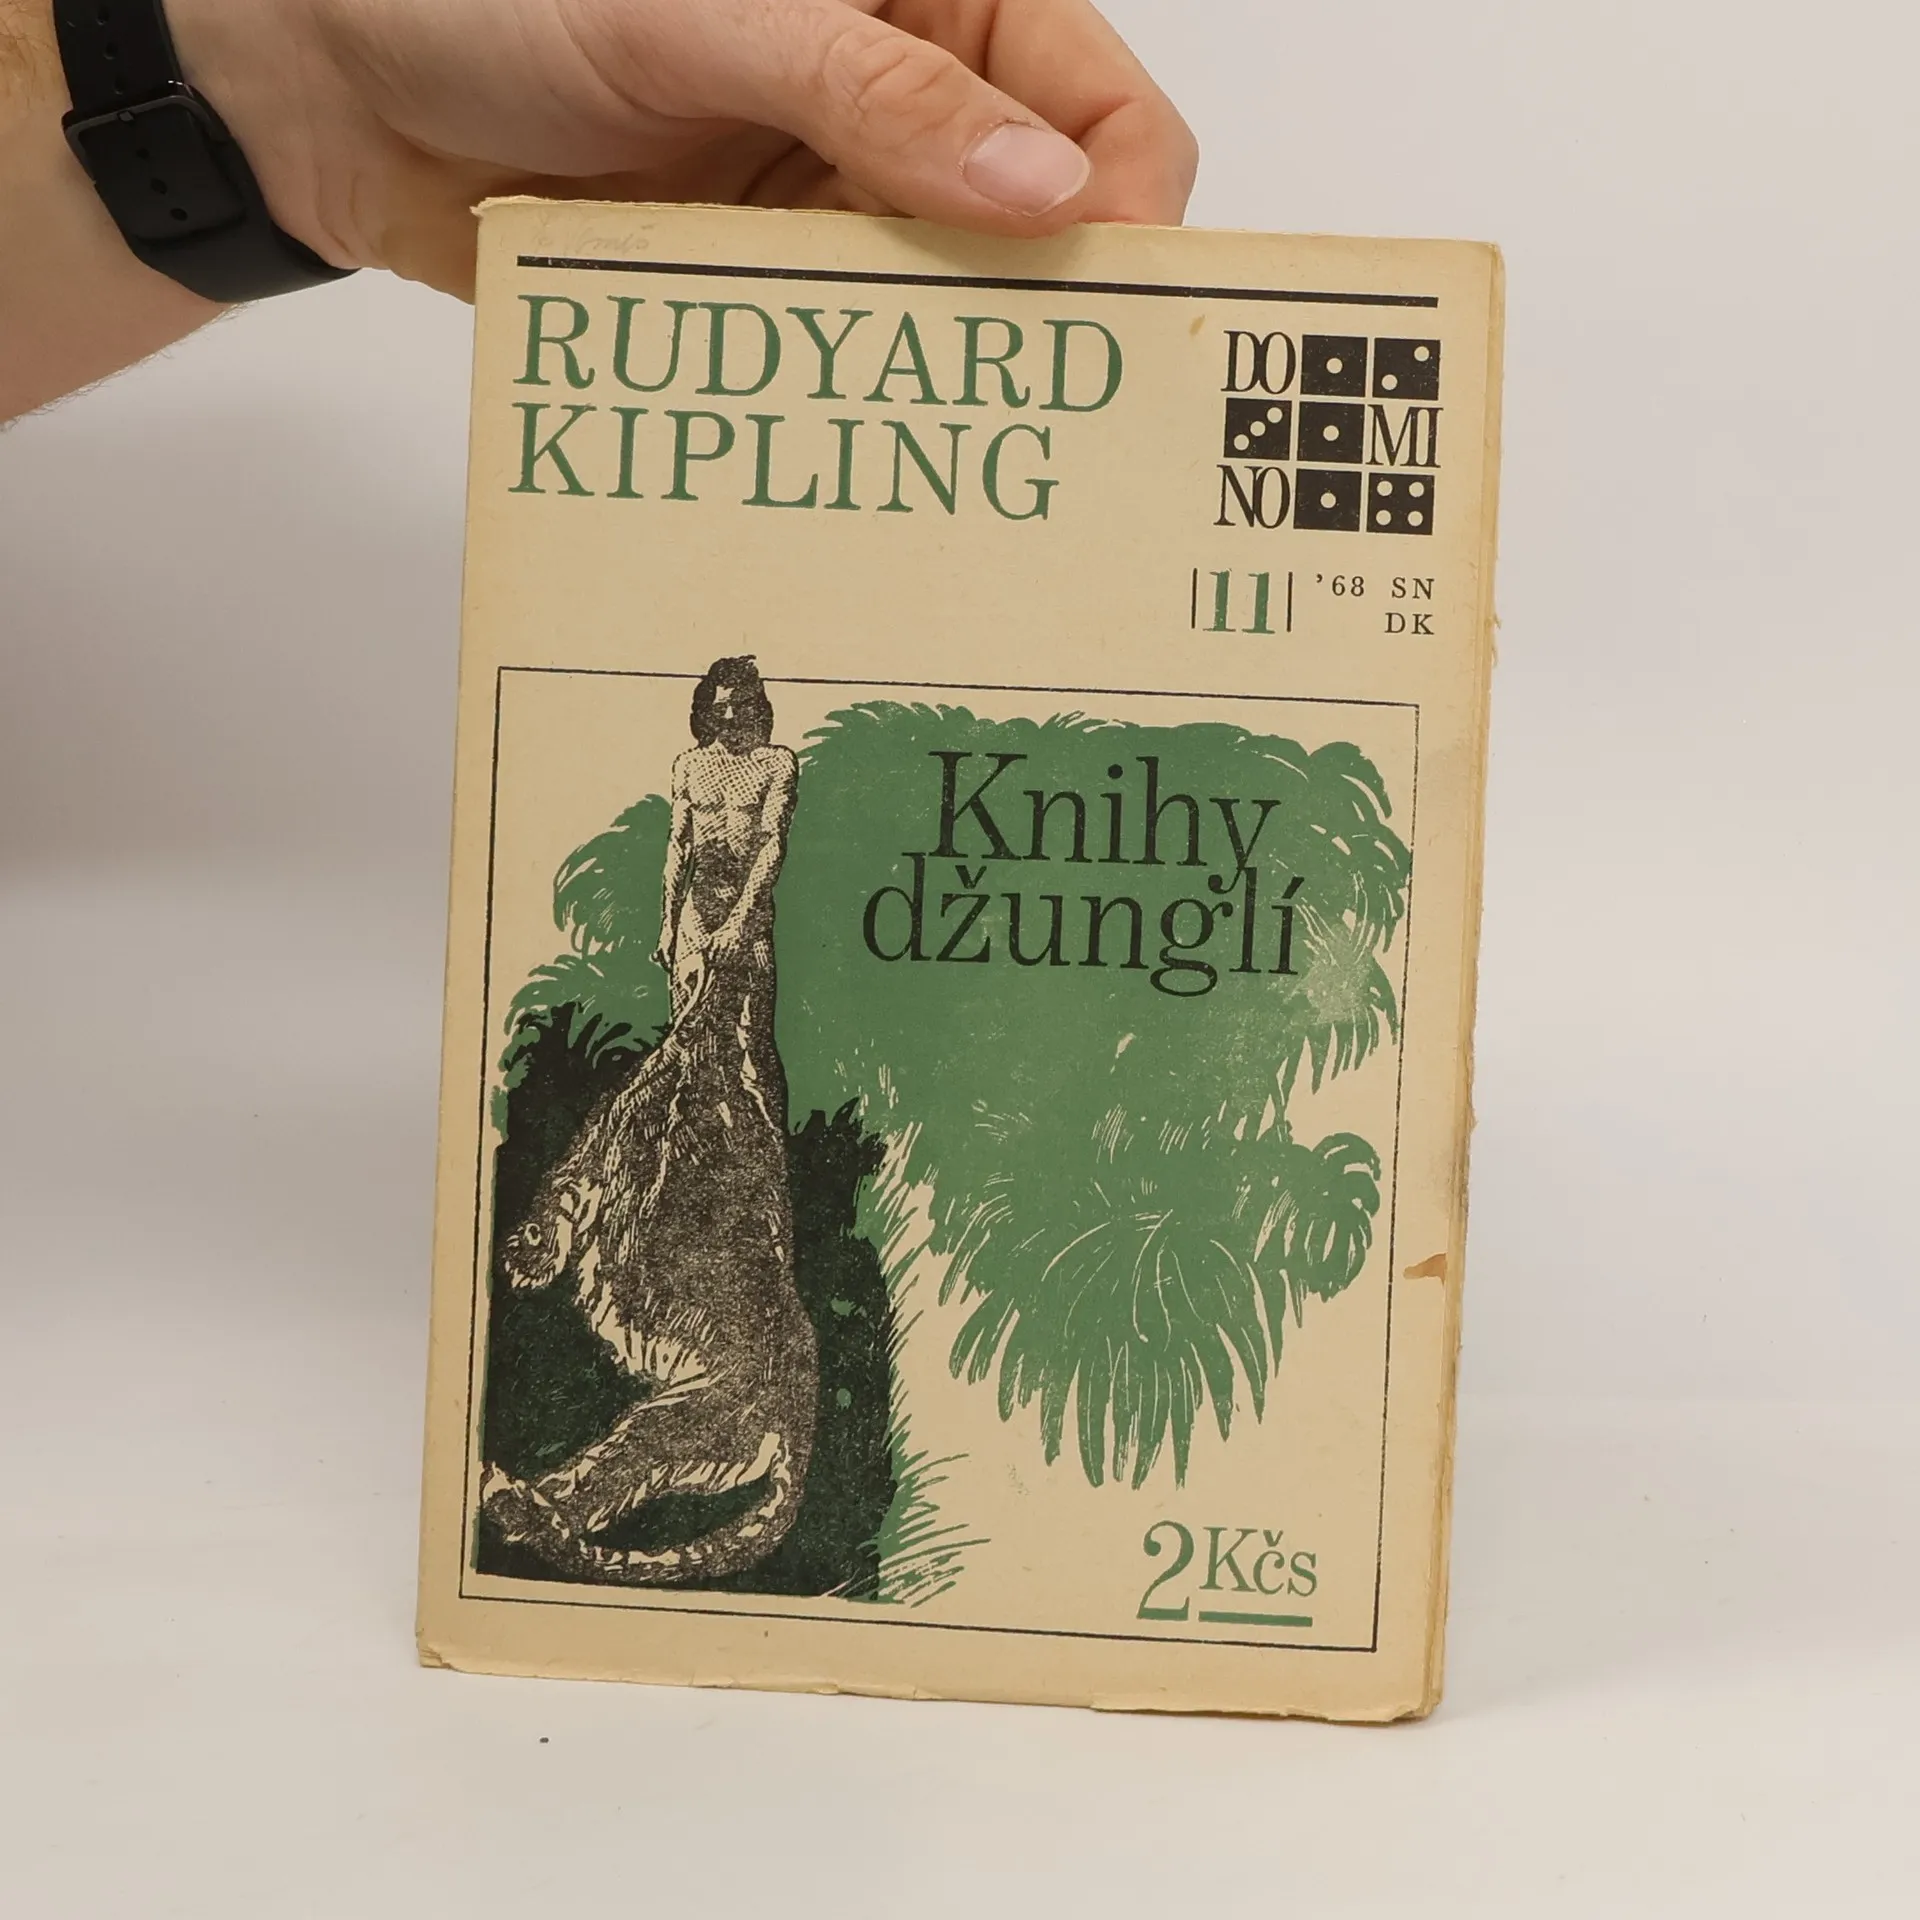 RUDYARD
KIPLING
DO
MI
NO
|11| ’68 SN
DK
Knihy
džunglí
2 Kčs